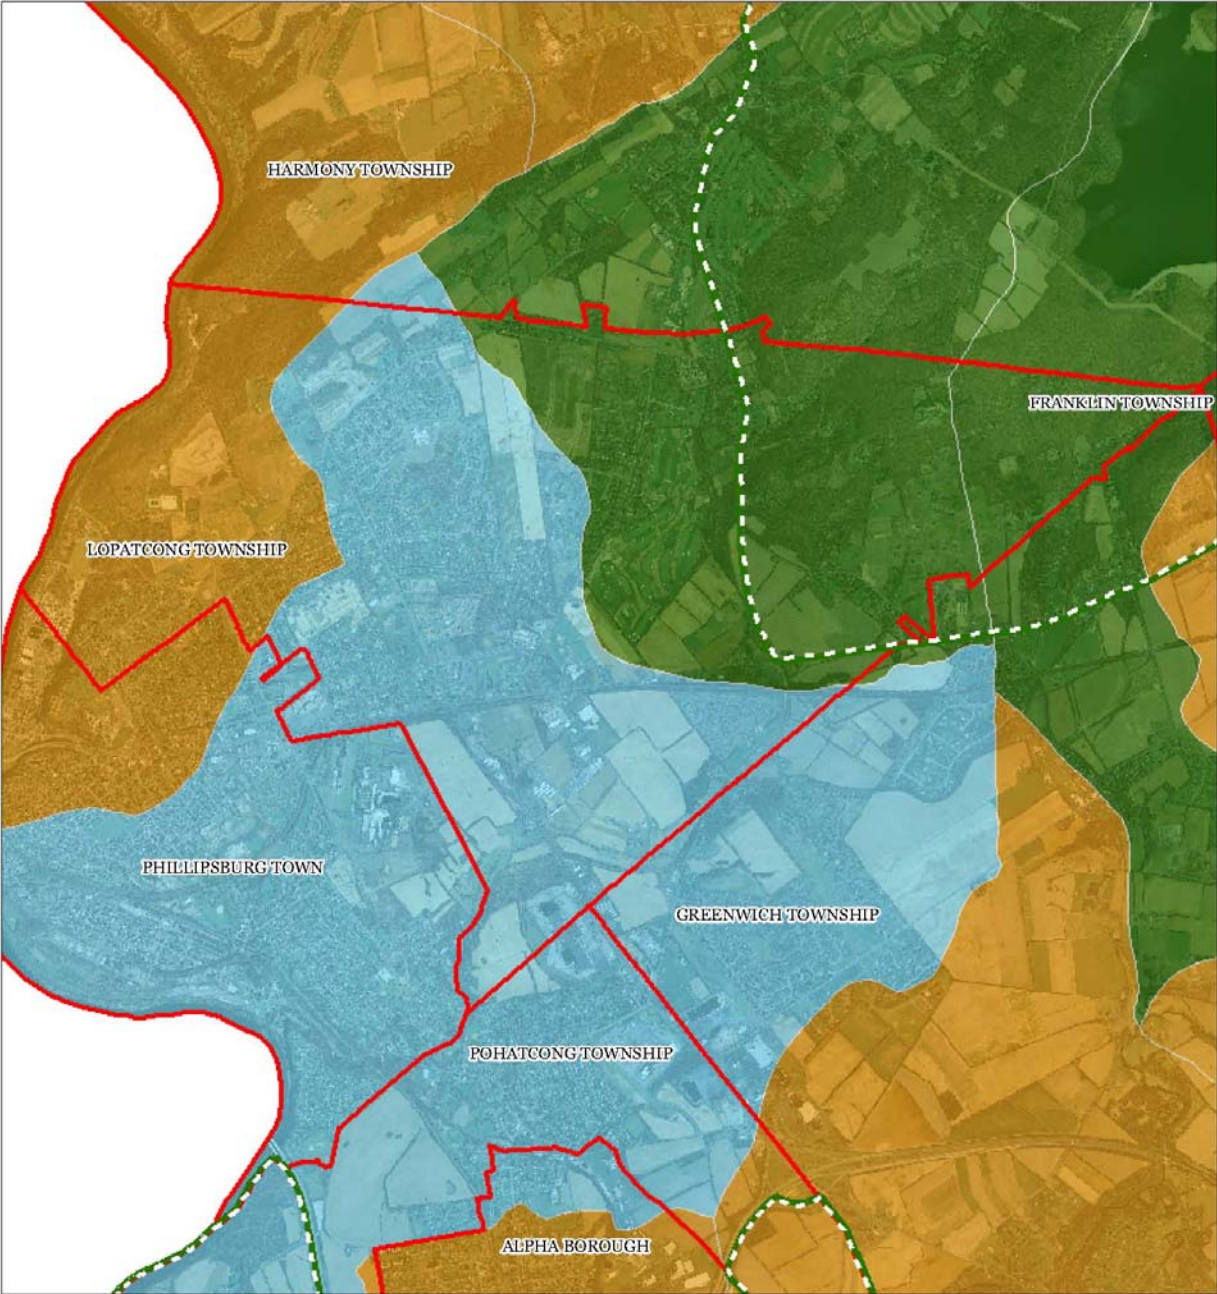 HARMONY TOWNSHIP
FRANKLIN TOWNSHIP
LOPATCONG TOWNSHIP
PHILLIPSBURG TOWN
GREENWICH TOWNSHIP
POHATCONG TOWNSHIP
ALPHA BOROUGH